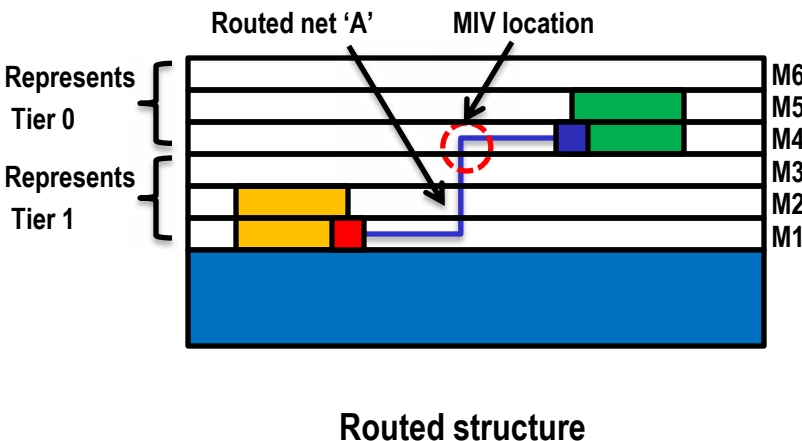 Routed net ‘A’
MIV location
Represents
Tier 0
Represents
Tier 1
M6
M5
M4
M3
M2
M1
Routed structure